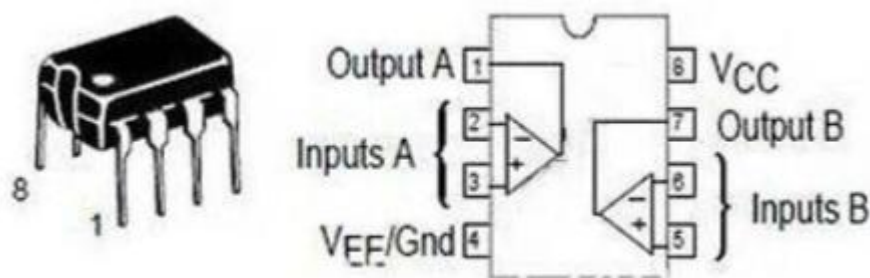 8
1
Output A 1
Inputs A
2
3
VEE/Gnd 4
8 VCC
7 Output B
6
5
Inputs B